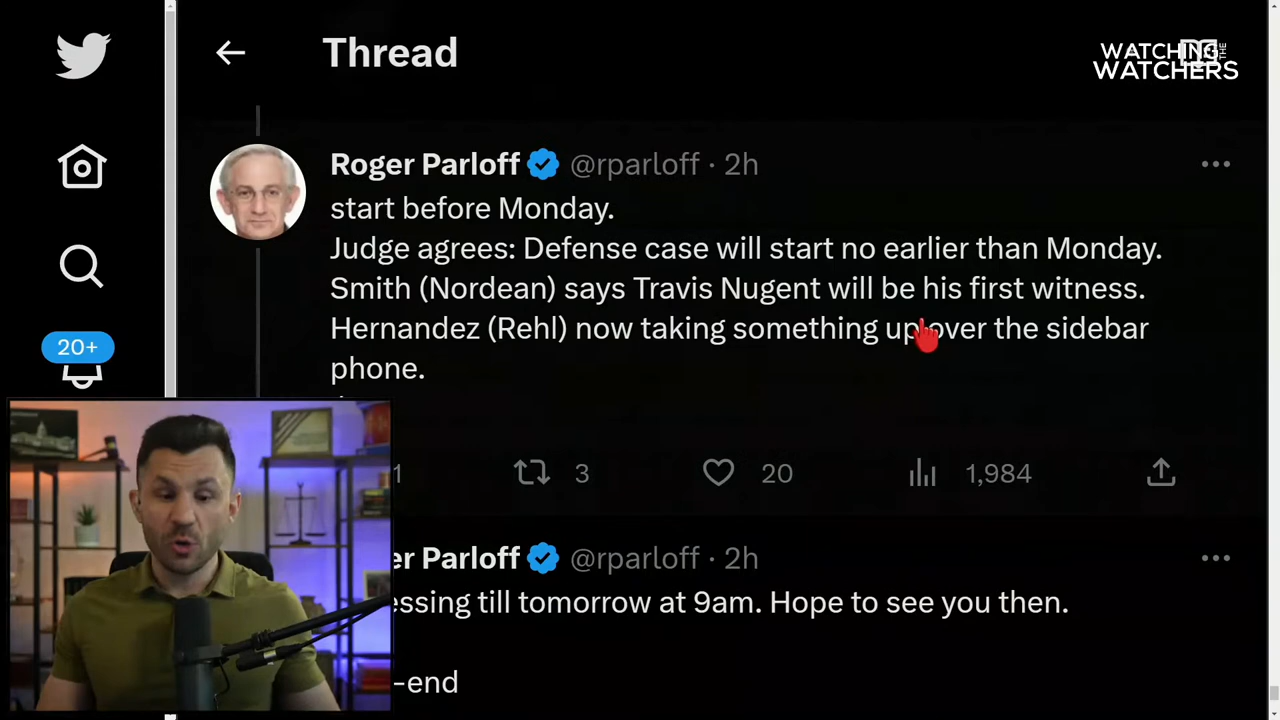 Thread
WATCHING THE
WATCHERS
Roger Parloff @rparloff · 2h
start before Monday.
Judge agrees: Defense case will start no earlier than Monday.
Smith (Nordean) says Travis Nugent will be his first witness.
Hernandez (Rehl) now taking something up over the sidebar
phone.
20+
1
3
20
1,984
er Parloff @rparloff · 2h
essing till tomorrow at 9am. Hope to see you then.
-end